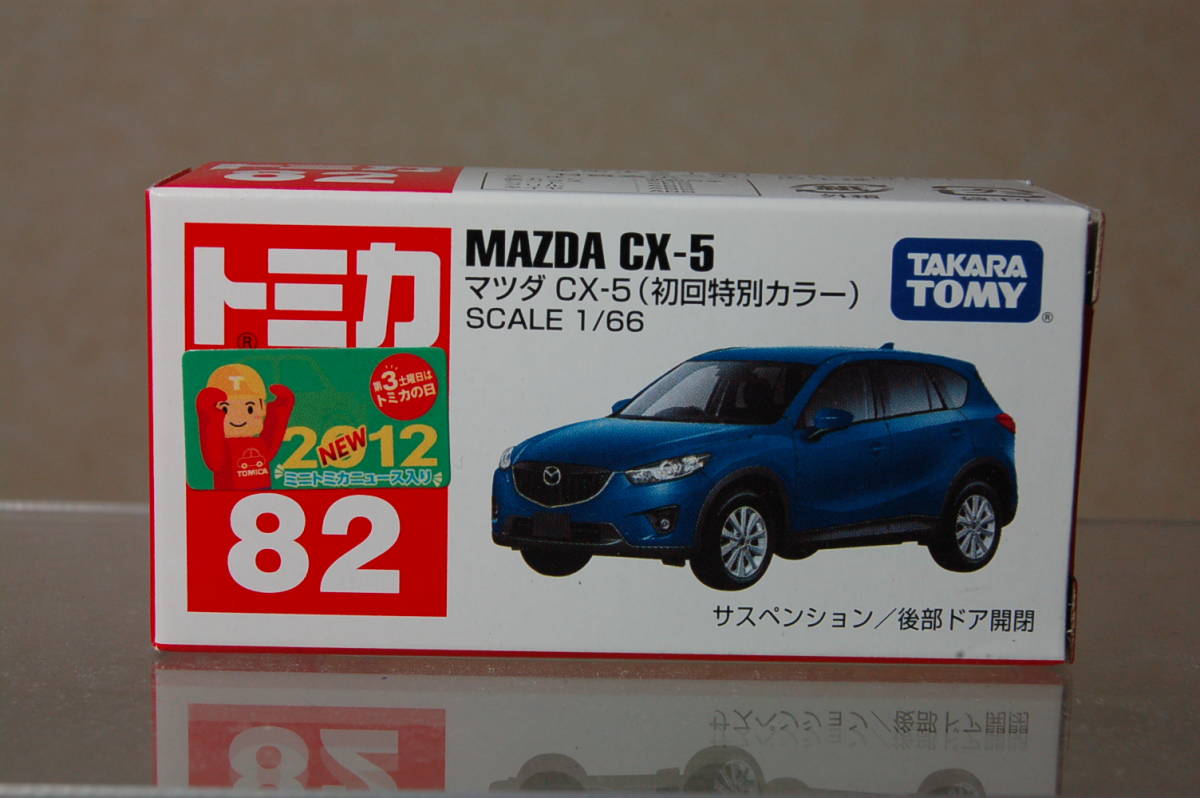 トミカ
®
第3土曜日は
トミカの日
2012
NEW
ミニトミカニュース入り
TOMICA
82
MAZDA CX-5
マツダ CX-5（初回特別カラー）
SCALE 1/66
TAKARA
TOMY
®
サスペンション／後部ドア開閉